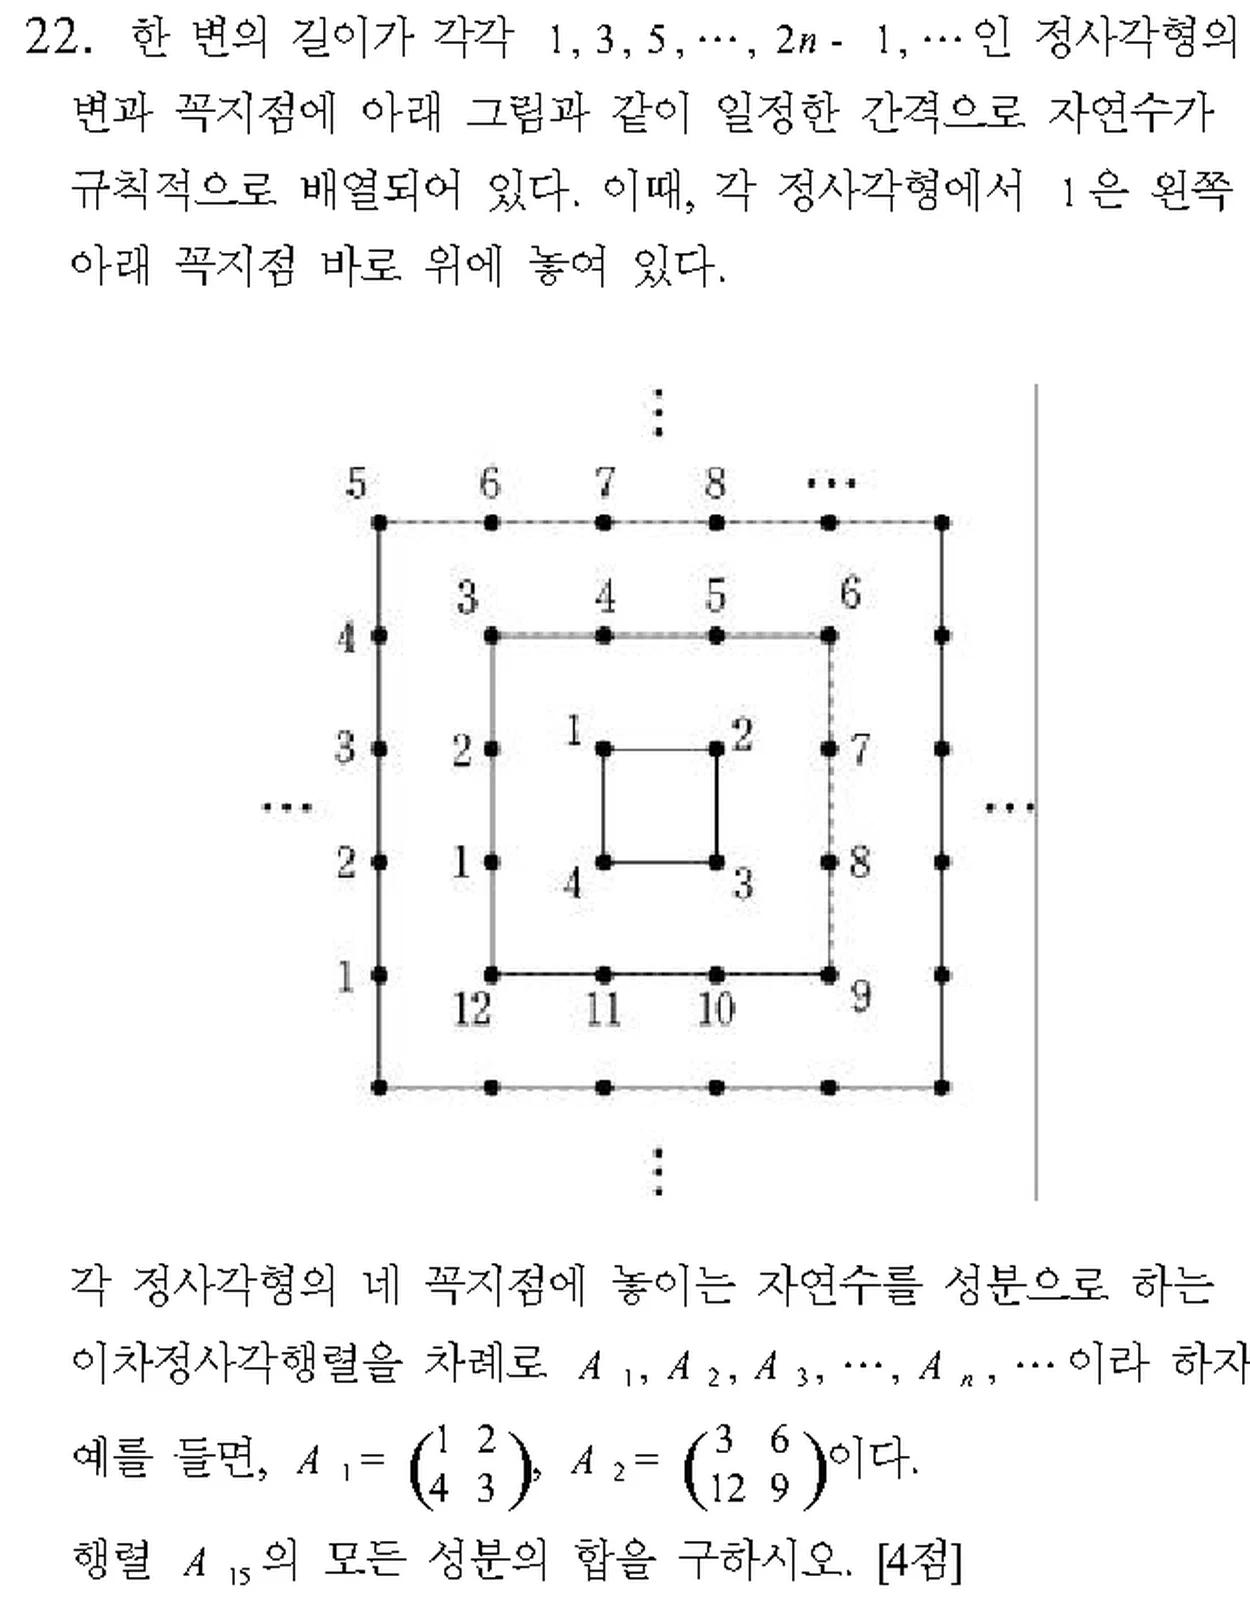 22. 한 변의 길이가 각각 1, 3, 5, ⋯, 2n - 1, ⋯ 인 정사각형의
변과 꼭지점에 아래 그림과 같이 일정한 간격으로 자연수가
규칙적으로 배열되어 있다. 이때, 각 정사각형에서 1은 왼쪽
아래 꼭지점 바로 위에 놓여 있다.
⋮
5 6 7 8 ⋯
3 4 5 6
4
1 2
3 2 7
⋯ ⋯
2 1 8
4 3
1
12 11 10 9
⋮
각 정사각형의 네 꼭지점에 놓이는 자연수를 성분으로 하는
이차정사각행렬을 차례로 A 1, A 2, A 3, ⋯, A n, ⋯ 이라 하자
예를 들면, A 1 = (1 2 / 4 3), A 2 = (3 6 / 12 9)이다.
행렬 A 15의 모든 성분의 합을 구하시오. [4점]